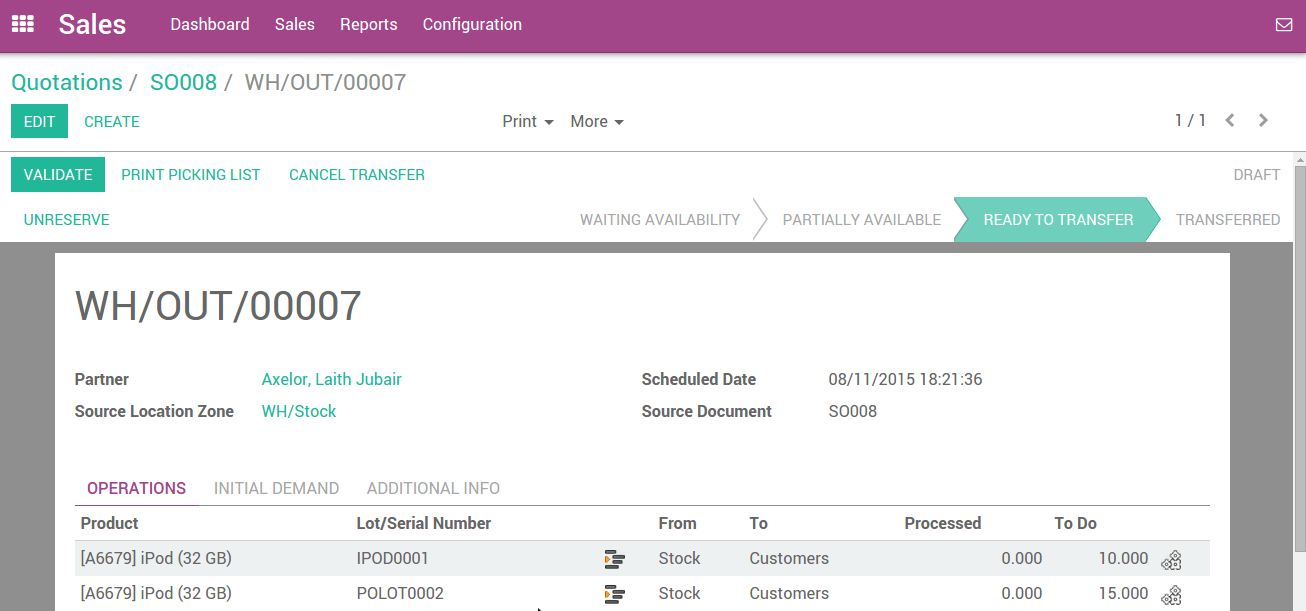 Sales Dashboard Sales Reports Configuration
Quotations / SO008 / WH/OUT/00007
EDIT CREATE Print More 1 / 1
VALIDATE PRINT PICKING LIST CANCEL TRANSFER DRAFT
UNRESERVE WAITING AVAILABILITY PARTIALLY AVAILABLE READY TO TRANSFER TRANSFERRED
WH/OUT/00007
Partner Axelor, Laith Jubair Scheduled Date 08/11/2015 18:21:36
Source Location Zone WH/Stock Source Document SO008
OPERATIONS INITIAL DEMAND ADDITIONAL INFO
Product Lot/Serial Number From To Processed To Do
[A6679] iPod (32 GB) IPOD0001 Stock Customers 0.000 10.000
[A6679] iPod (32 GB) POLOT0002 Stock Customers 0.000 15.000